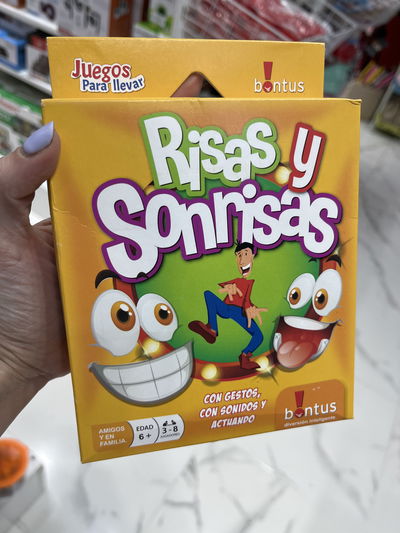 Juegos
Para llevar
bontus
Risas y
Sonrisas
CON GESTOS,
CON SONIDOS Y
ACTUANDO
AMIGOS
Y EN
FAMILIA
EDAD
6+
3-8
JUGADORES
bontus
diversión inteligente